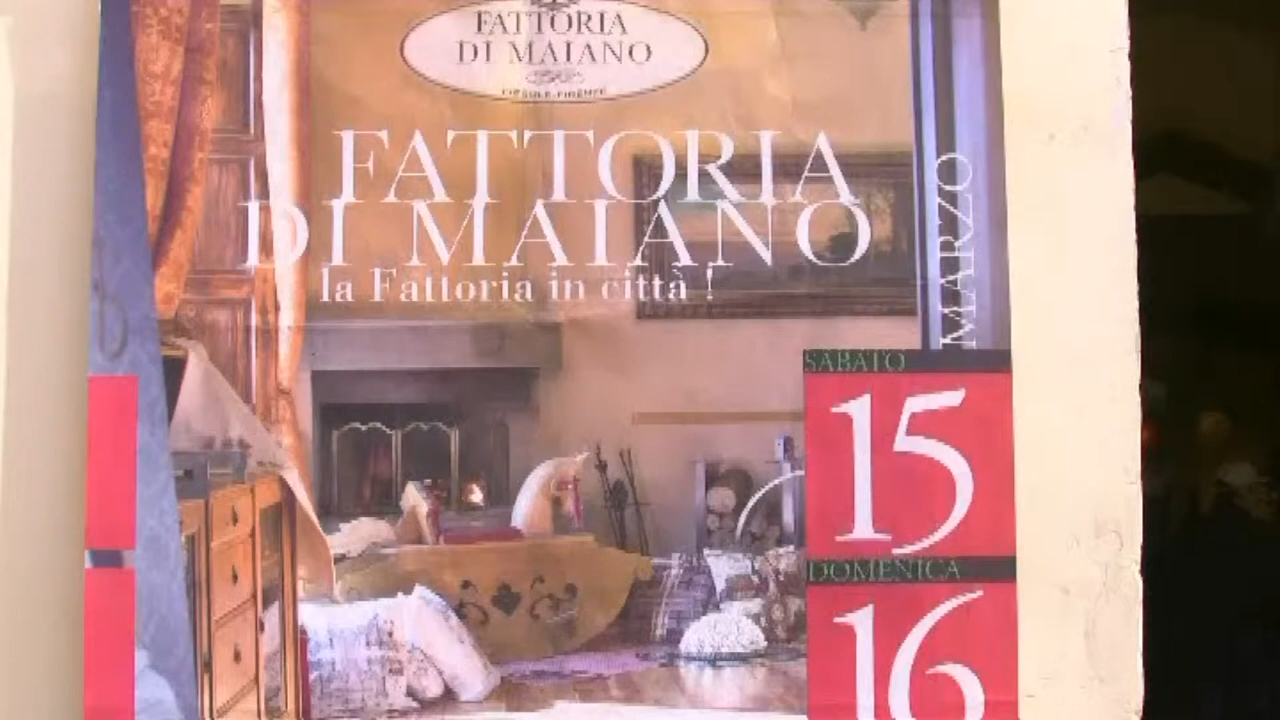 FATTORIA
DI MAIANO
FATTORIA
DI MAIANO
la Fattoria in città !
MARZO
SABATO
15
DOMENICA
16